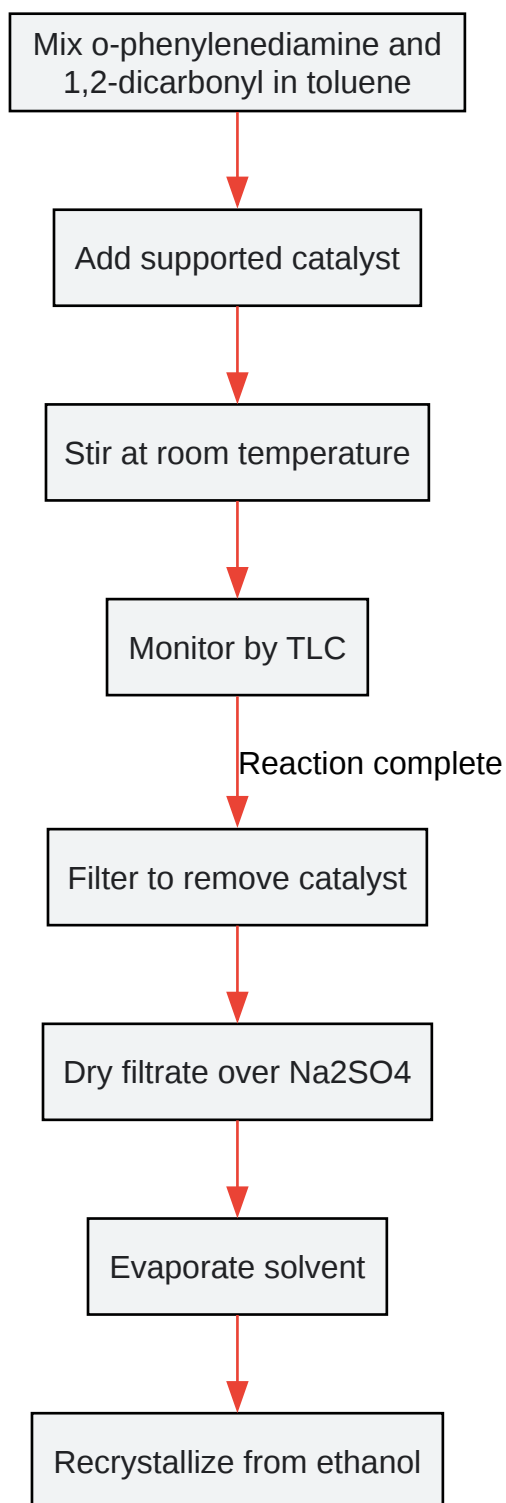 Mix o-phenylenediamine and
1,2-dicarbonyl in toluene
Add supported catalyst
Stir at room temperature
Monitor by TLC
Reaction complete
Filter to remove catalyst
Dry filtrate over Na2SO4
Evaporate solvent
Recrystallize from ethanol